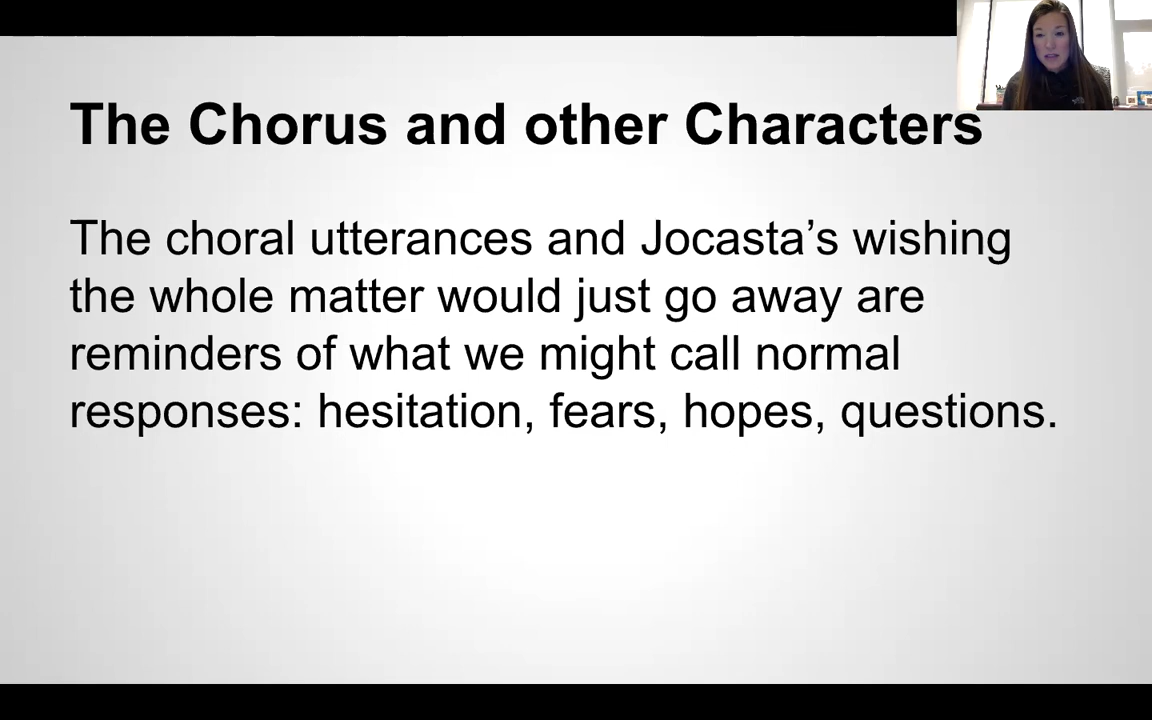 The Chorus and other Characters
The choral utterances and Jocasta’s wishing
the whole matter would just go away are
reminders of what we might call normal
responses: hesitation, fears, hopes, questions.